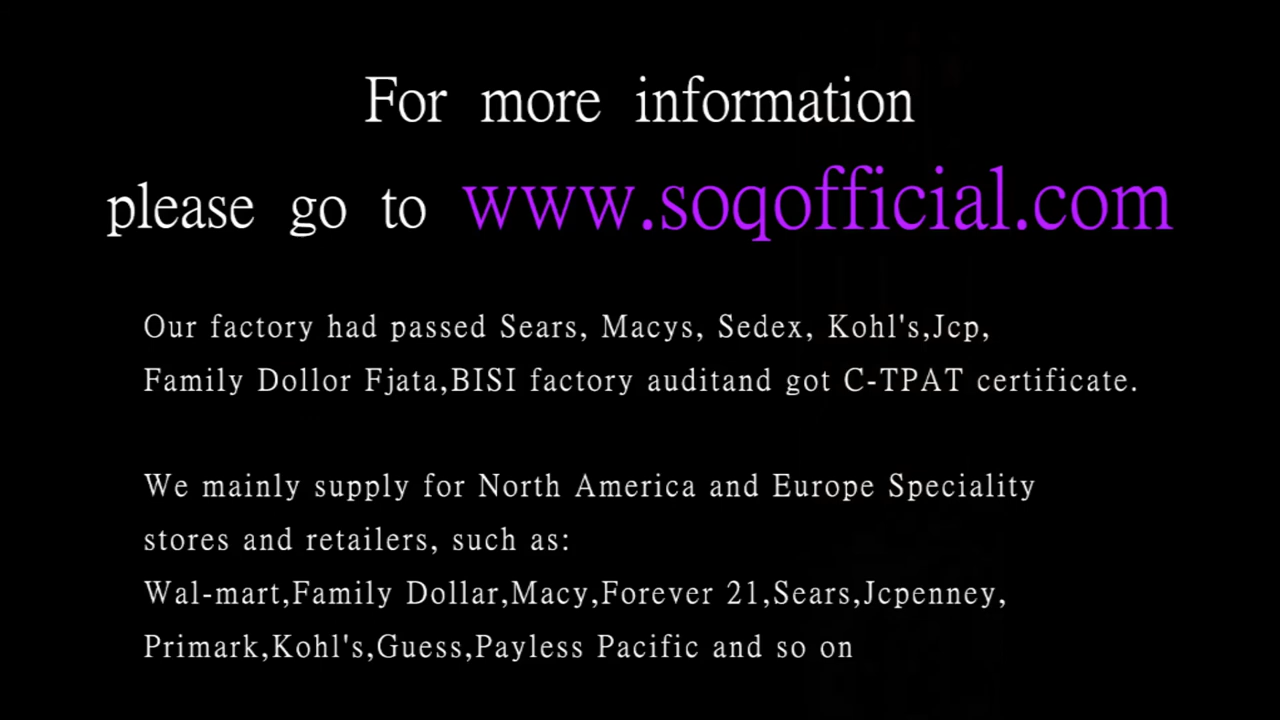 For more information
please go to www.soqofficial.com
Our factory had passed Sears, Macys, Sedex, Kohl's,Jcp,
Family Dollor Fjata,BISI factory auditand got C-TPAT certificate.
We mainly supply for North America and Europe Speciality
stores and retailers, such as:
Wal-mart,Family Dollar,Macy,Forever 21,Sears,Jcpenney,
Primark,Kohl's,Guess,Payless Pacific and so on